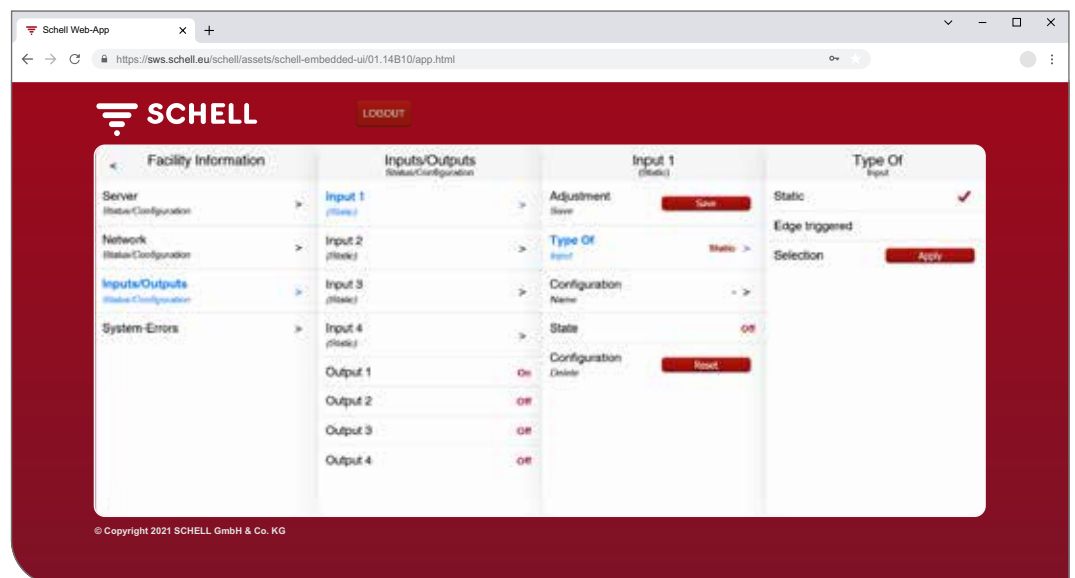 Schell Web-App
https://sws.schell.eu/schell/assets/schell-embedded-ui/01.14B10/app.html
SCHELL
LOGOUT
< Facility Information
Server
Status/Configuration
>
Network
Status/Configuration
>
Inputs/Outputs
Status/Configuration
>
System-Errors >
Inputs/Outputs
Status/Configuration
Input 1
(Static)
>
Input 2
(Static)
>
Input 3
(Static)
>
Input 4
(Static)
>
Output 1 On
Output 2 Off
Output 3 Off
Output 4 Off
Input 1
(Static)
Adjustment
Save
Save
Type Of
Input
Static >
Configuration
Name
- >
State Off
Configuration
Delete
Reset
Type Of
Input
Static
Edge triggered
Selection Apply
© Copyright 2021 SCHELL GmbH & Co. KG